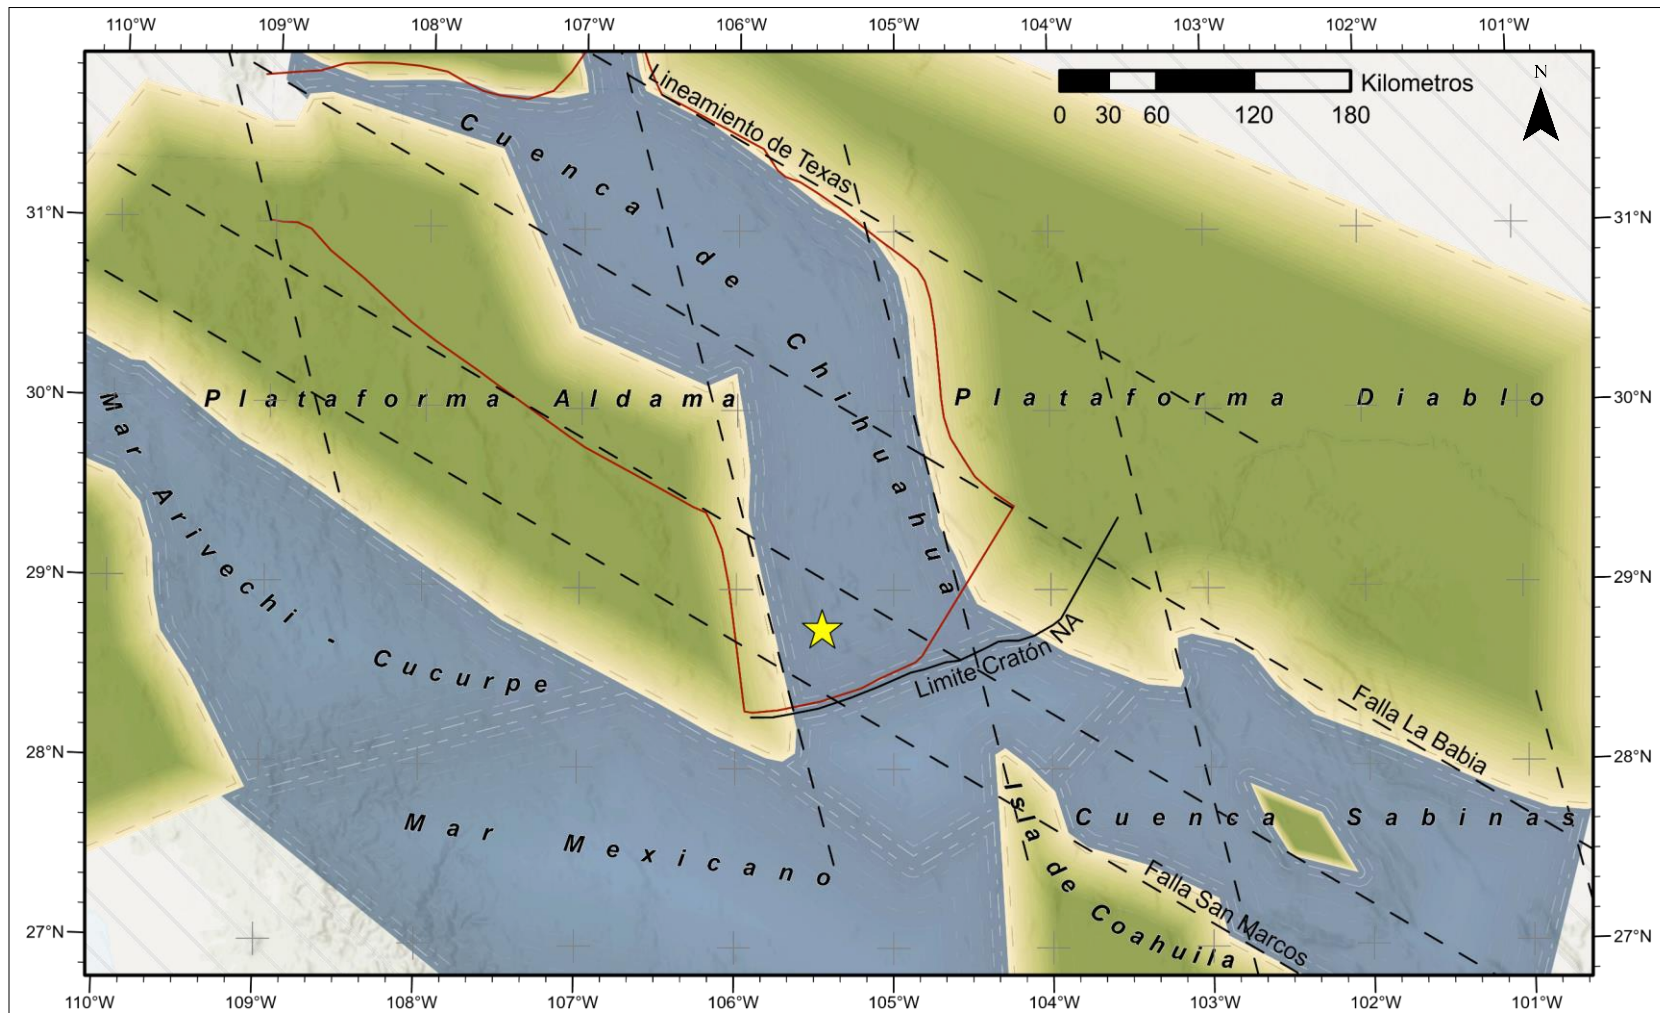 110°W 109°W 108°W 107°W 106°W 105°W 104°W 103°W 102°W 101°W
N
Kilometros
0 30 60 120 180
Lineamiento de Texas
Cuenca de Chihuahua
31°N 31°N
30°N 30°N
Plataforma Aldama
Plataforma Diablo
Mar Arivechi - Cucurpe
29°N 29°N
Limite Cratón NA
Falla La Babia
28°N 28°N
Mar Mexicano
Isla de Coahuila
Cuenca Sabinas
Falla San Marcos
27°N 27°N
110°W 109°W 108°W 107°W 106°W 105°W 104°W 103°W 102°W 101°W